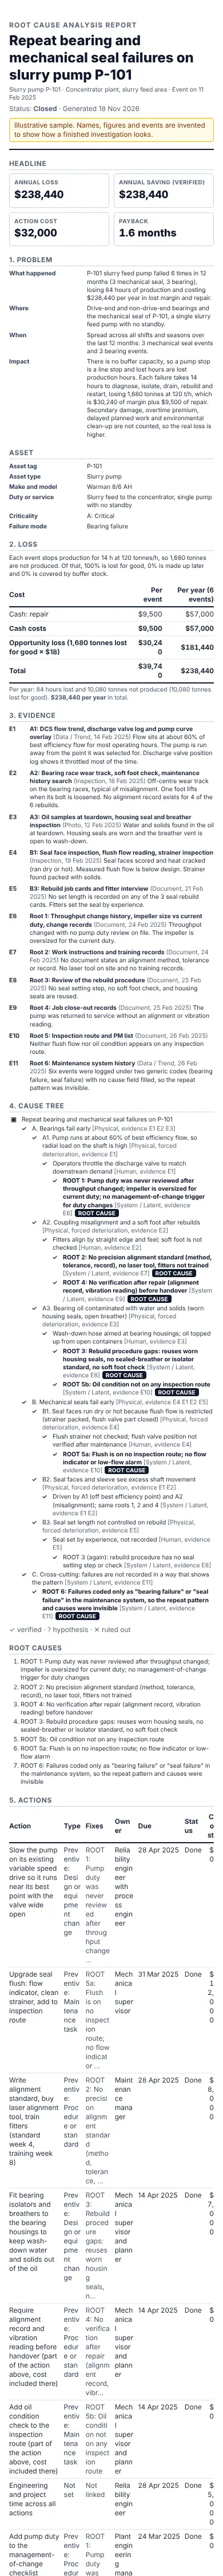 ROOT CAUSE ANALYSIS REPORT
Repeat bearing and
mechanical seal failures on
slurry pump P-101
Slurry pump P-101 · Concentrator plant, slurry feed area · Event on 11
Feb 2025
Status: Closed · Generated 18 Nov 2026
Illustrative sample. Names, figures and events are invented
to show how a finished investigation looks.
HEADLINE
ANNUAL LOSS
$238,440
ANNUAL SAVING (VERIFIED)
$238,440
ACTION COST
$32,000
PAYBACK
1.6 months
1. PROBLEM
What happened
P-101 slurry feed pump failed 6 times in 12
months (3 mechanical seal, 3 bearing),
losing 84 hours of producing and costing
$238,440 per year in lost margin and repair.
Where
Drive-end and non-drive-end bearings and
mechanical seal of P-101, a single slurry
feed pump with no standby.
When
Spread across all shifts and seasons over
the last 12 months: 3 mechanical seal events
and 3 bearing events.
Impact
There is no buffer capacity, so a pump stop
is a line stop and lost hours are lost
production. Each failure takes 14 hours
to diagnose, isolate, drain, rebuild and
restart, losing 1,680 tonnes at 120 t/h, which
is $30,240 of margin plus $9,500 of repair.
Secondary damage, overtime premium,
delayed planned work and environmental
clean-up are not counted, so the real loss is
higher.
ASSET
Asset tag P-101
Asset type Slurry pump
Make and model Warman 8/6 AH
Duty or service Slurry feed to the concentrator, single pump
with no standby
Criticality A: Critical
Failure mode Bearing failure
2. LOSS
Each event stops production for 14 h at 120 tonnes/h, so 1,680 tonnes
are not produced. Of that, 100% is lost for good, 0% is made up later
and 0% is covered by buffer stock.
Cost Per event Per year (6 events)
Cash: repair $9,500 $57,000
Cash costs $9,500 $57,000
Opportunity loss (1,680 tonnes lost for good × $18) $30,240 $181,440
Total $39,740 $238,440
Per year: 84 hours lost and 10,080 tonnes not produced (10,080 tonnes
lost for good). $238,440 per year in total.
3. EVIDENCE
E1 A1: DCS flow trend, discharge valve log and pump curve
overlay (Data / Trend, 14 Feb 2025) Flow sits at about 60% of
best efficiency flow for most operating hours. The pump is run
away from the point it was selected for. Discharge valve position
log shows it throttled most of the time.
E2 A2: Bearing race wear track, soft foot check, maintenance
history search (Inspection, 19 Feb 2025) Off-centre wear track
on the bearing races, typical of misalignment. One foot lifts
when its bolt is loosened. No alignment record exists for 4 of the
6 rebuilds.
E3 A3: Oil samples at teardown, housing seal and breather
inspection (Photo, 12 Feb 2025) Water and solids found in the oil
at teardown. Housing seals worn and the breather vent is
open to wash-down.
E4 B1: Seal face inspection, flush flow reading, strainer inspection
(Inspection, 19 Feb 2025) Seal faces scored and heat cracked
(ran dry or hot). Measured flush flow is below design. Strainer
found packed with solids.
E5 B3: Rebuild job cards and fitter interview (Document, 21 Feb
2025) No seal set length is recorded on any of the 3 seal rebuild
cards. Fitters set the seal by experience.
E6 Root 1: Throughput change history, impeller size vs current
duty, change records (Document, 24 Feb 2025) Throughput
changed with no pump duty review on file. The impeller is
oversized for the current duty.
E7 Root 2: Work instructions and training records (Document, 24
Feb 2025) No document states an alignment method, tolerance
or record. No laser tool on site and no training records.
E8 Root 3: Review of the rebuild procedure (Document, 25 Feb
2025) No seal setting step, no soft foot check, and housing
seals are reused.
E9 Root 4: Job close-out records (Document, 25 Feb 2025) The
pump is returned to service without an alignment or vibration
reading.
E10 Root 5: Inspection route and PM list (Document, 26 Feb 2025)
Neither flush flow nor oil condition appears on any inspection
route.
E11 Root 6: Maintenance system history (Data / Trend, 26 Feb
2025) Six events were logged under two generic codes (bearing
failure, seal failure) with no cause field filled, so the repeat
pattern was invisible.
4. CAUSE TREE
▣ Repeat bearing and mechanical seal failures on P-101
✓ A. Bearings fail early [Physical, evidence E1 E2 E3]
✓ A1. Pump runs at about 60% of best efficiency flow, so
radial load on the shaft is high [Physical, forced
deterioration, evidence E1]
✓ Operators throttle the discharge valve to match
downstream demand [Human, evidence E1]
✓ ROOT 1: Pump duty was never reviewed after
throughput changed; impeller is oversized for
current duty; no management-of-change trigger
for duty changes [System / Latent, evidence
E6] ROOT CAUSE
✓ A2. Coupling misalignment and a soft foot after rebuilds
[Physical, forced deterioration, evidence E2]
✓ Fitters align by straight edge and feel; soft foot is not
checked [Human, evidence E2]
✓ ROOT 2: No precision alignment standard (method,
tolerance, record), no laser tool, fitters not trained
[System / Latent, evidence E7] ROOT CAUSE
✓ ROOT 4: No verification after repair (alignment
record, vibration reading) before handover [System
/ Latent, evidence E9] ROOT CAUSE
✓ A3. Bearing oil contaminated with water and solids (worn
housing seals, open breather) [Physical, forced
deterioration, evidence E3]
✓ Wash-down hose aimed at bearing housings; oil topped
up from open containers [Human, evidence E3]
✓ ROOT 3: Rebuild procedure gaps: reuses worn
housing seals, no sealed-breather or isolator
standard, no soft foot check [System / Latent,
evidence E8] ROOT CAUSE
✓ ROOT 5b: Oil condition not on any inspection route
[System / Latent, evidence E10] ROOT CAUSE
✓ B. Mechanical seals fail early [Physical, evidence E4 E1 E2 E5]
✓ B1. Seal faces run dry or hot because flush flow is restricted
(strainer packed, flush valve part closed) [Physical, forced
deterioration, evidence E4]
✓ Flush strainer not cleaned; flush valve position not
verified after maintenance [Human, evidence E4]
✓ ROOT 5a: Flush is on no inspection route; no flow
indicator or low-flow alarm [System / Latent,
evidence E10] ROOT CAUSE
✓ B2. Seal faces and sleeve see excess shaft movement
[Physical, forced deterioration, evidence E1 E2]
✓ Driven by A1 (off best efficiency point) and A2
(misalignment); same roots 1, 2 and 4 [System / Latent,
evidence E1 E2]
✓ B3. Seal set length not controlled on rebuild [Physical,
forced deterioration, evidence E5]
✓ Seal set by experience, not recorded [Human, evidence
E5]
✓ ROOT 3 (again): rebuild procedure has no seal
setting step or check [System / Latent, evidence E8]
✓ C. Cross-cutting: failures are not recorded in a way that shows
the pattern [System / Latent, evidence E11]
✓ ROOT 6: Failures coded only as "bearing failure" or "seal
failure" in the maintenance system, so the repeat pattern
and causes were invisible [System / Latent, evidence
E11] ROOT CAUSE
✓ verified · ? hypothesis · ✕ ruled out
ROOT CAUSES
1. ROOT 1: Pump duty was never reviewed after throughput changed;
impeller is oversized for current duty; no management-of-change
trigger for duty changes
2. ROOT 2: No precision alignment standard (method, tolerance,
record), no laser tool, fitters not trained
3. ROOT 4: No verification after repair (alignment record, vibration
reading) before handover
4. ROOT 3: Rebuild procedure gaps: reuses worn housing seals, no
sealed-breather or isolator standard, no soft foot check
5. ROOT 5b: Oil condition not on any inspection route
6. ROOT 5a: Flush is on no inspection route; no flow indicator or low-
flow alarm
7. ROOT 6: Failures coded only as "bearing failure" or "seal failure" in
the maintenance system, so the repeat pattern and causes were
invisible
5. ACTIONS
Action Type Fixes Owner Due Status Cost
Slow the pump on its existing variable speed drive so it runs near its best point with the valve wide open Preventive: Design or equipment change ROOT 1: Pump duty was never reviewed after throughput change... Reliability engineer with process engineer 28 Apr 2025 Done $0
Upgrade seal flush: flow indicator, clean strainer, add to inspection route Preventive: Maintenance task ROOT 5a: Flush is on no inspection route; no flow indicator or ... Mechanical supervisor 31 Mar 2025 Done $12,000
Write alignment standard, buy laser alignment tool, train fitters (standard week 4, training week 8) Preventive: Procedure or standard ROOT 2: No precision alignment standard (method, tolerance, ... Maintenance manager 28 Apr 2025 Done $8,000
Fit bearing isolators and breathers to the bearing housings to keep wash-down water and solids out of the oil Preventive: Design or equipment change ROOT 3: Rebuild procedure gaps: reuses worn housing seals, n... Mechanical supervisor and planner 14 Apr 2025 Done $7,000
Require alignment record and vibration reading before handover (part of the action above, cost included there) Preventive: Procedure or standard ROOT 4: No verification after repair (alignment record, vibr... Mechanical supervisor and planner 14 Apr 2025 Done $0
Add oil condition check to the inspection route (part of the action above, cost included there) Preventive: Maintenance task ROOT 5b: Oil condition not on any inspection route Mechanical supervisor and planner 14 Apr 2025 Done $0
Engineering and project time across all actions Not set Not linked Reliability engineer 28 Apr 2025 Done $5,000
Add pump duty to the management-of-change checklist Preventive: Procedur ROOT 1: Pump duty was Plant engineering mana 24 Mar 2025 Done $0